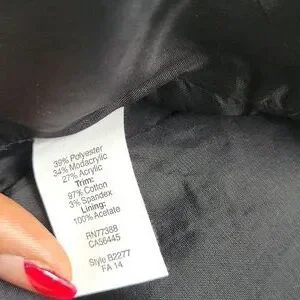 39% Polyester
34% Modacrylic
27% Acrylic
Trim:
97% Cotton
3% Spandex
Lining:
100% Acetate
RN77388
CA56445
Style B2277
FA 14